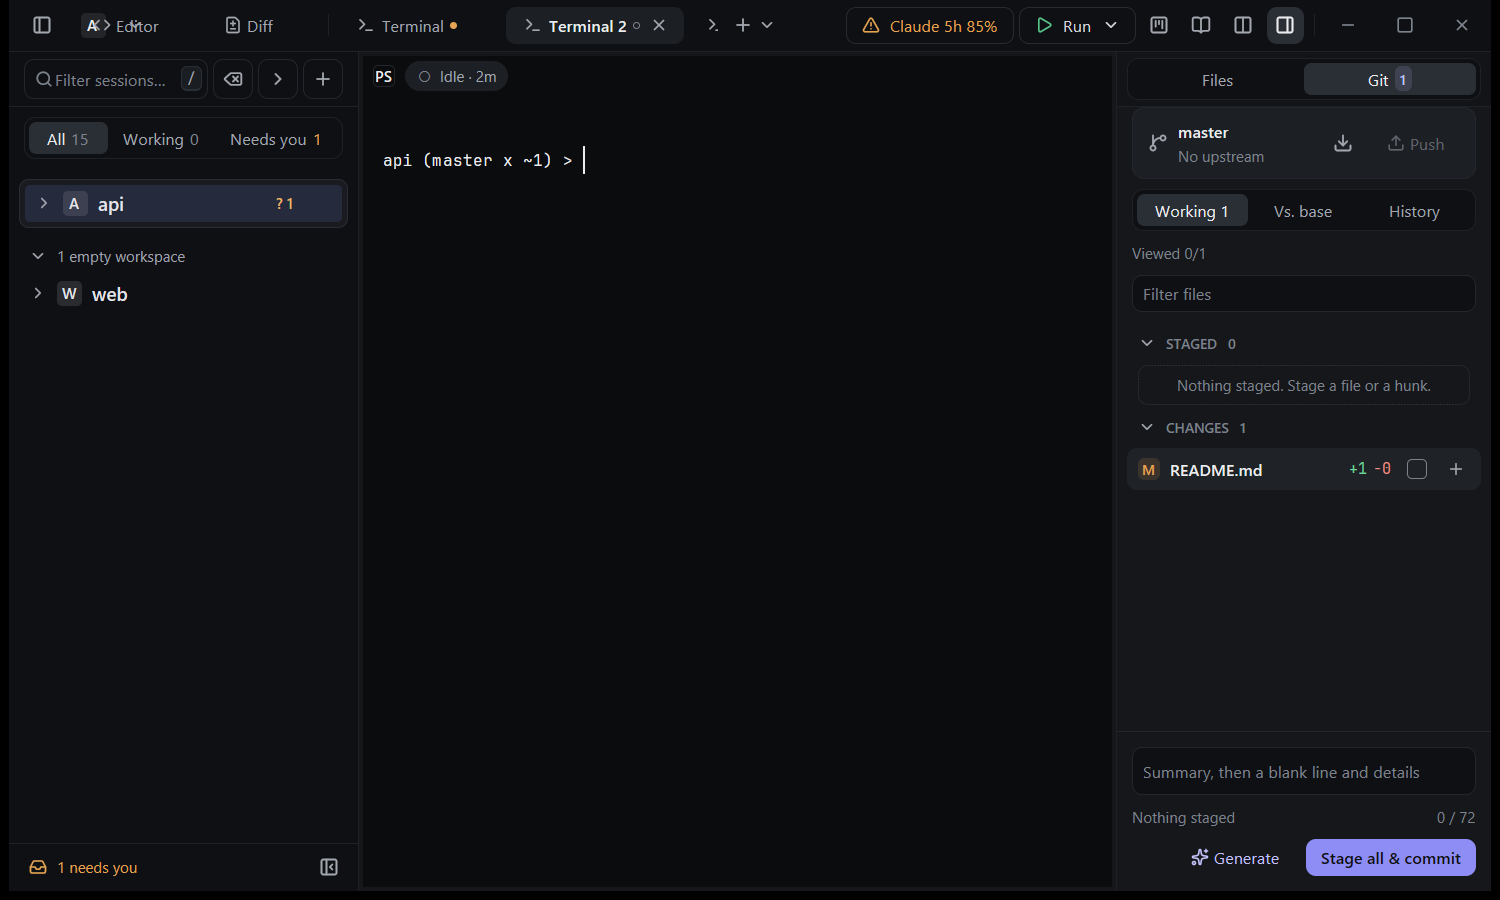 A Editor
Diff
Terminal
Terminal 2
Claude 5h 85%
Run
Filter sessions... /
All 15 Working 0 Needs you 1
A api ? 1
1 empty workspace
W web
1 needs you
PS Idle · 2m
api (master x ~1) >
Files Git 1
master
No upstream
Push
Working 1 Vs. base History
Viewed 0/1
Filter files
STAGED 0
Nothing staged. Stage a file or a hunk.
CHANGES 1
M README.md +1 -0
Summary, then a blank line and details
Nothing staged 0 / 72
Generate Stage all & commit